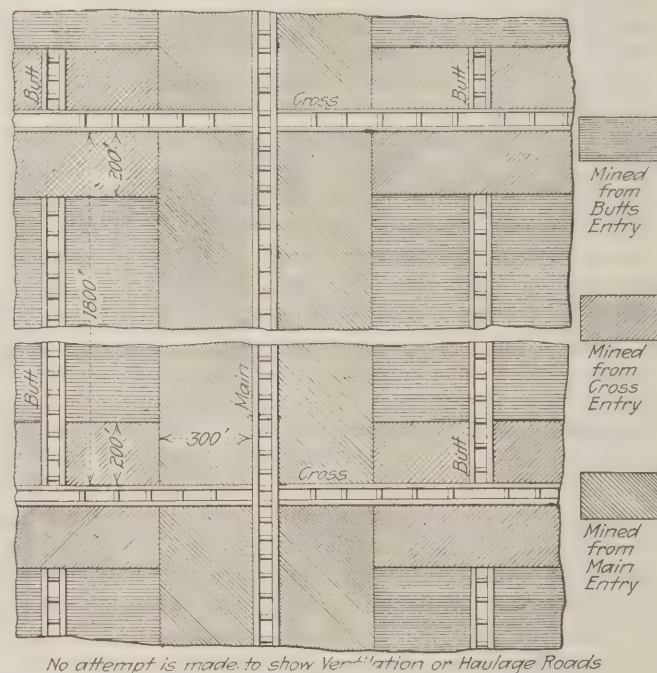 Butt
Cross
Butt
200'
1800'
Butt
Main
200'
300'
Cross
Butt
Mined
from
Butts
Entry
Mined
from
Cross
Entry
Mined
from
Main
Entry
No attempt is made to show Ventilation or Haulage Roads